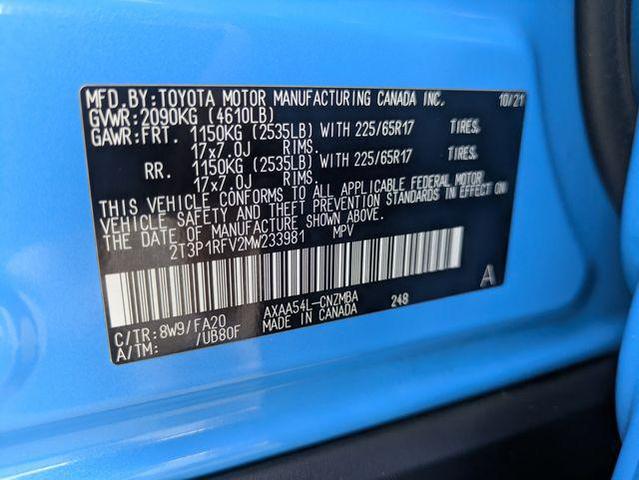 MFD.BY:TOYOTA MOTOR MANUFACTURING CANADA INC. 10/21
GVWR:2090KG (4610LB)
GAWR:FRT. 1150KG (2535LB) WITH 225/65R17 TIRES,
17x7.0J RIMS.
RR. 1150KG (2535LB) WITH 225/65R17 TIRES,
17x7.0J RIMS.
THIS VEHICLE CONFORMS TO ALL APPLICABLE FEDERAL MOTOR
VEHICLE SAFETY AND THEFT PREVENTION STANDARDS IN EFFECT ON
THE DATE OF MANUFACTURE SHOWN ABOVE.
2T3P1RFV2MW233981 MPV
C/TR:8W9/FA20 AXAA54L-CNZMBA 248 A
A/TM: /UB80F MADE IN CANADA